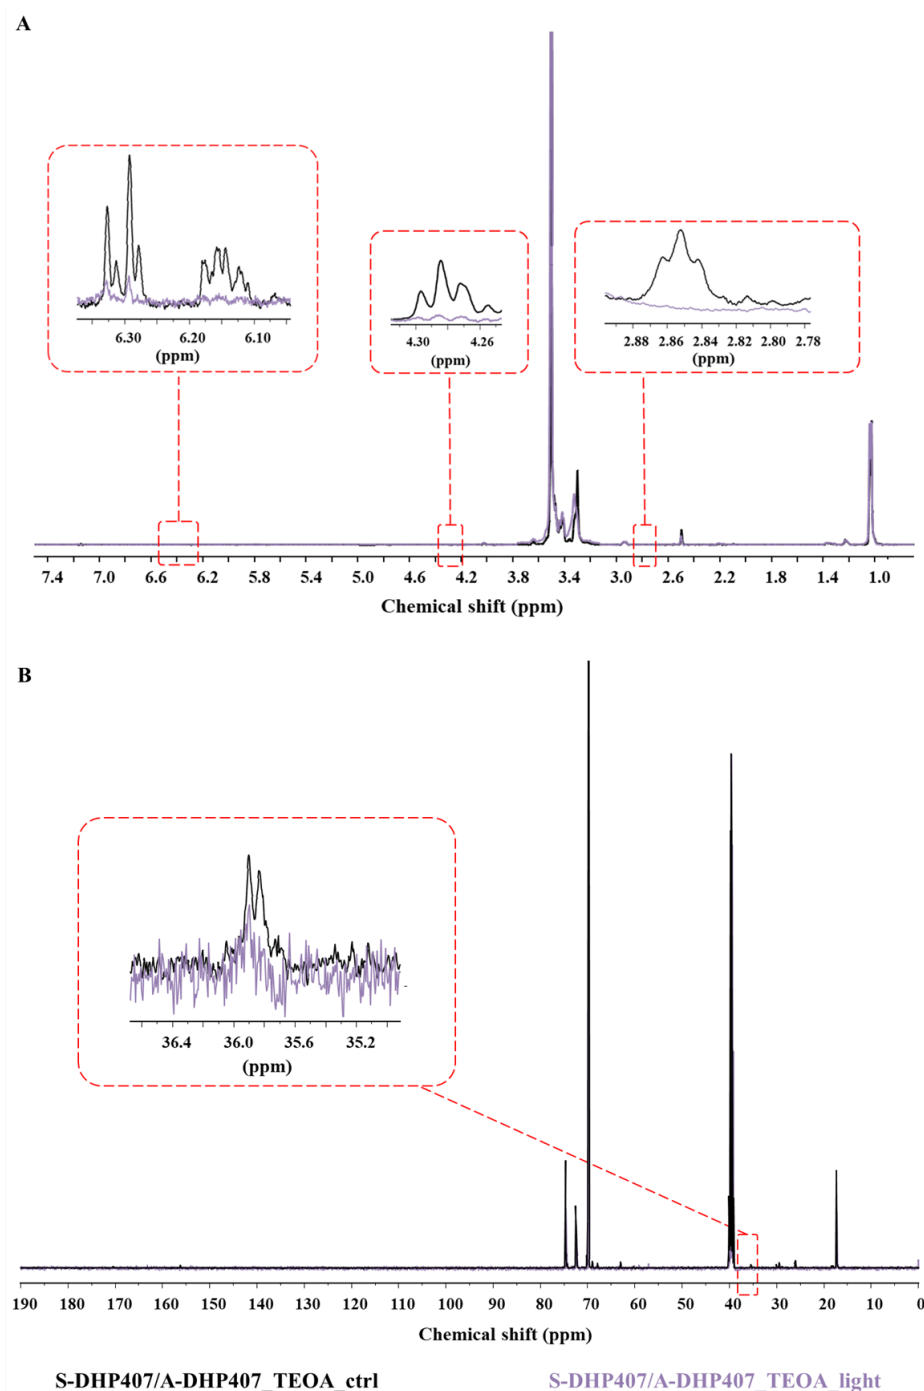 A
6.30 6.20 6.10
(ppm)
4.30 4.26
(ppm)
2.88 2.86 2.84 2.82 2.80 2.78
(ppm)
7.4 7.0 6.6 6.2 5.8 5.4 5.0 4.6 4.2 3.8 3.4 3.0 2.6 2.2 1.8 1.4 1.0
Chemical shift (ppm)
B
36.4 36.0 35.6 35.2
(ppm)
190 180 170 160 150 140 130 120 110 100 90 80 70 60 50 40 30 20 10 0
Chemical shift (ppm)
S-DHP407/A-DHP407_TEOA_ctrl
S-DHP407/A-DHP407_TEOA_light